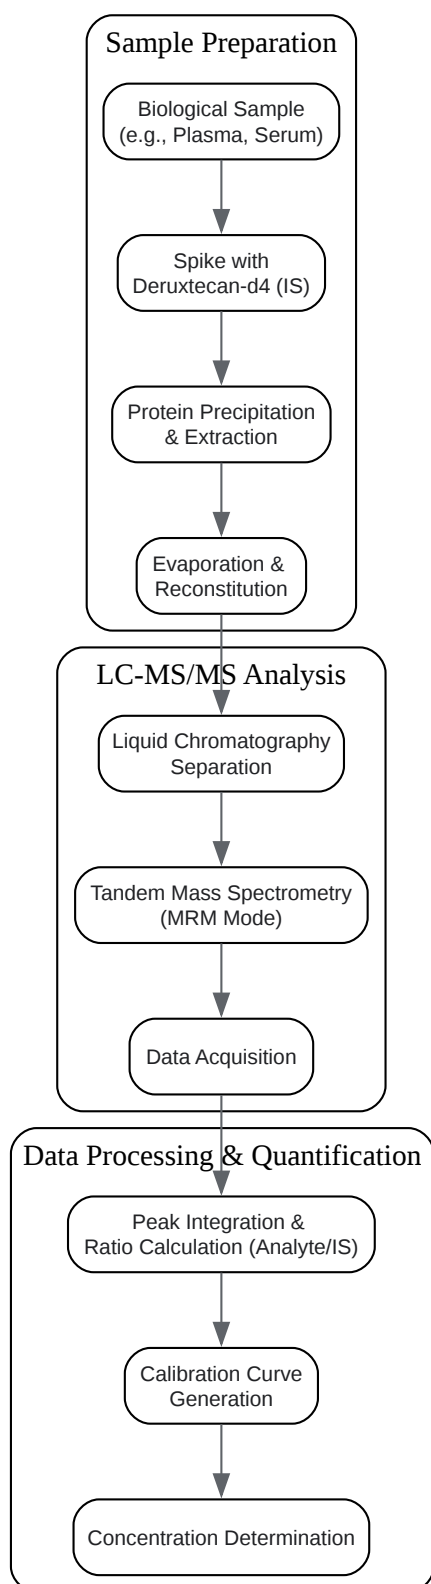 Sample Preparation
Biological Sample
(e.g., Plasma, Serum)
Spike with
Deruxtecan-d4 (IS)
Protein Precipitation
& Extraction
Evaporation &
Reconstitution
LC-MS/MS Analysis
Liquid Chromatography
Separation
Tandem Mass Spectrometry
(MRM Mode)
Data Acquisition
Data Processing & Quantification
Peak Integration &
Ratio Calculation (Analyte/IS)
Calibration Curve
Generation
Concentration Determination